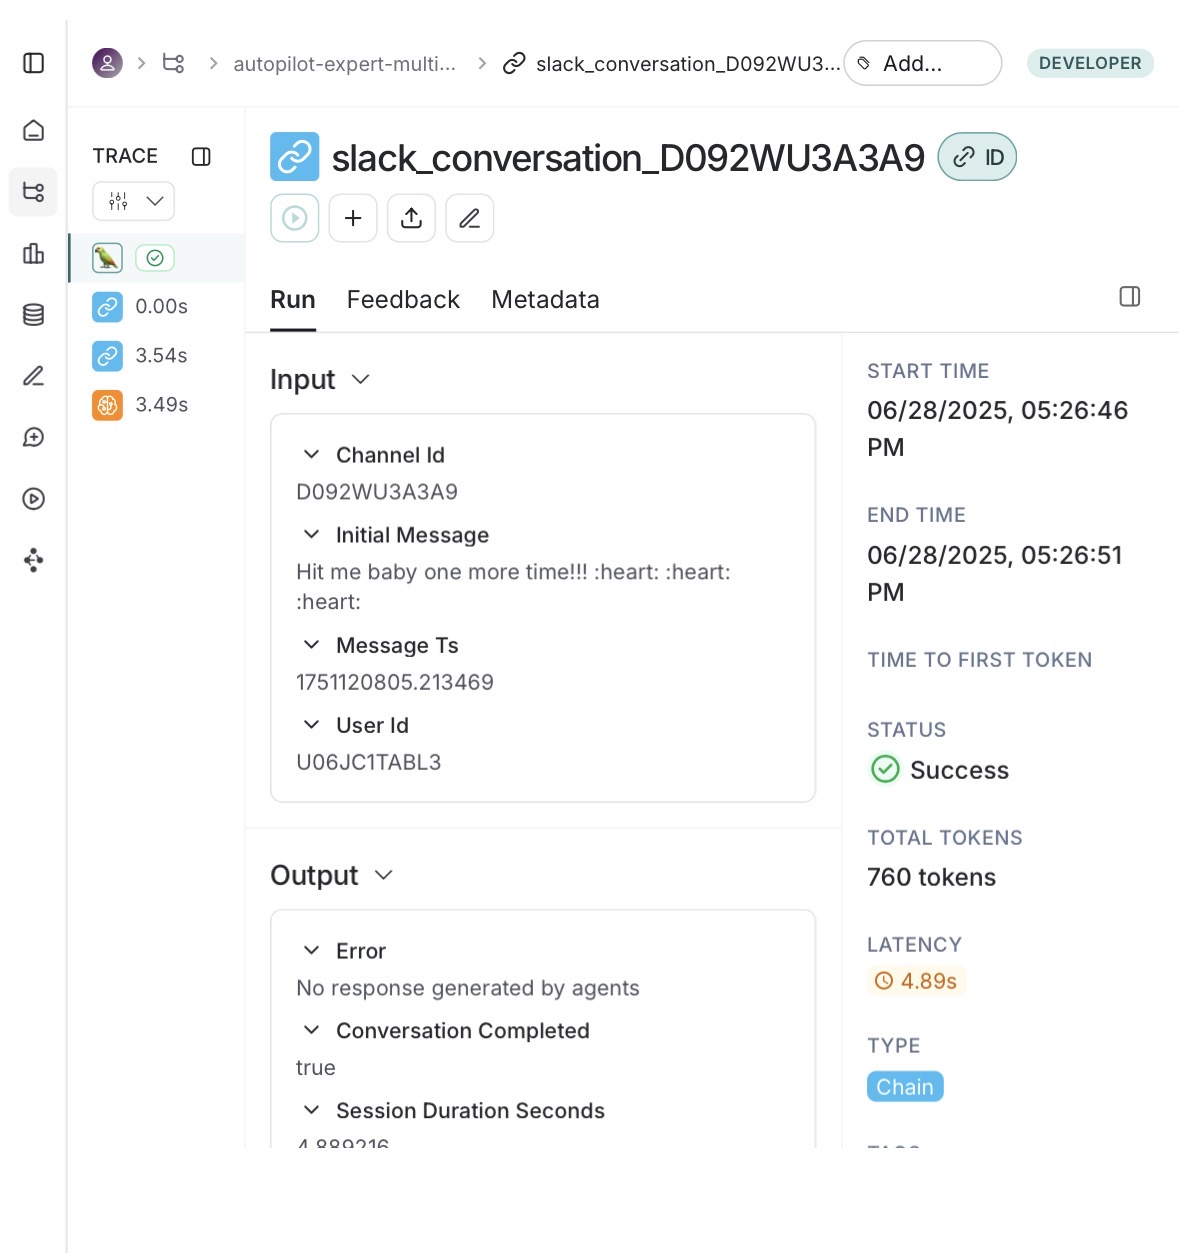 autopilot-expert-multi...
slack_conversation_D092WU3...
Add...
DEVELOPER
TRACE
0.00s
3.54s
3.49s
slack_conversation_D092WU3A3A9
ID
Run
Feedback
Metadata
Input
Channel Id
D092WU3A3A9
Initial Message
Hit me baby one more time!!! :heart: :heart:
:heart:
Message Ts
1751120805.213469
User Id
U06JC1TABL3
Output
Error
No response generated by agents
Conversation Completed
true
Session Duration Seconds
4.889216
START TIME
06/28/2025, 05:26:46
PM
END TIME
06/28/2025, 05:26:51
PM
TIME TO FIRST TOKEN
STATUS
Success
TOTAL TOKENS
760 tokens
LATENCY
4.89s
TYPE
Chain